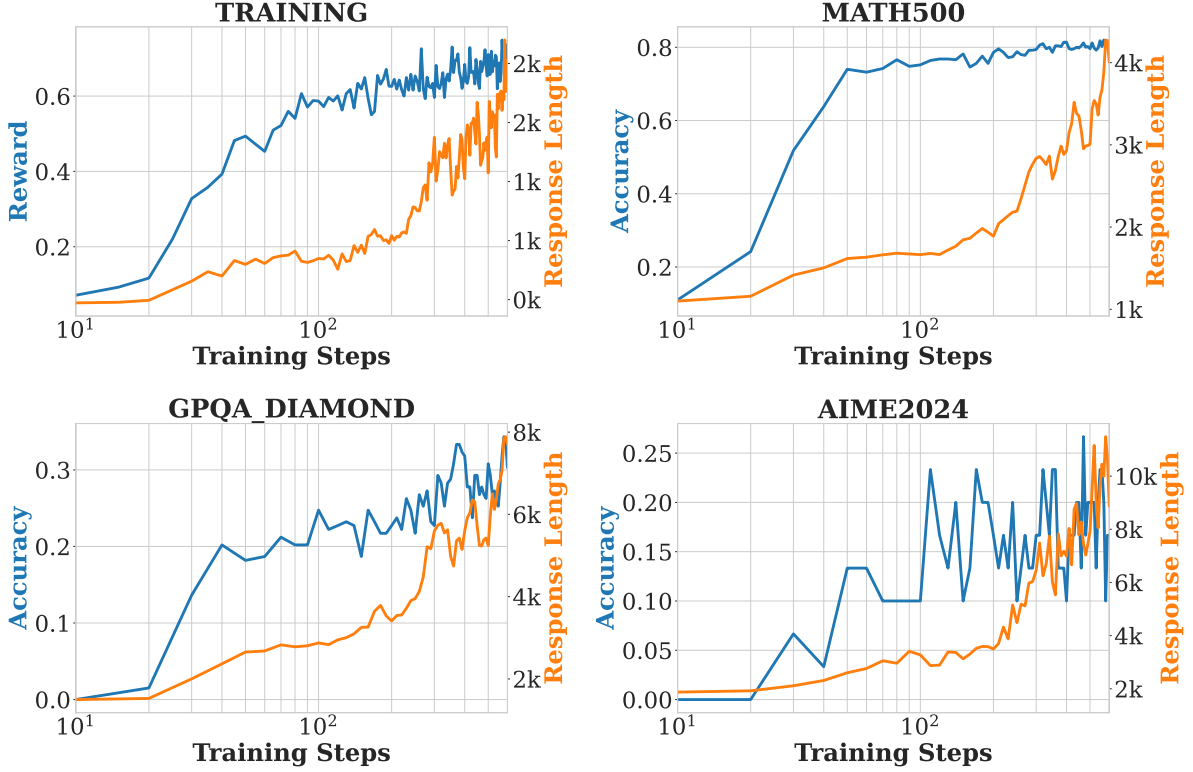 TRAINING
Reward
0.6
0.4
0.2
2k
2k
1k
1k
0k
Response Length
10^1
10^2
Training Steps
MATH500
Accuracy
0.8
0.6
0.4
0.2
4k
3k
2k
1k
Response Length
10^1
10^2
Training Steps
GPQA_DIAMOND
Accuracy
0.3
0.2
0.1
0.0
8k
6k
4k
2k
Response Length
10^1
10^2
Training Steps
AIME2024
Accuracy
0.25
0.20
0.15
0.10
0.05
0.00
10k
8k
6k
4k
2k
Response Length
10^1
10^2
Training Steps